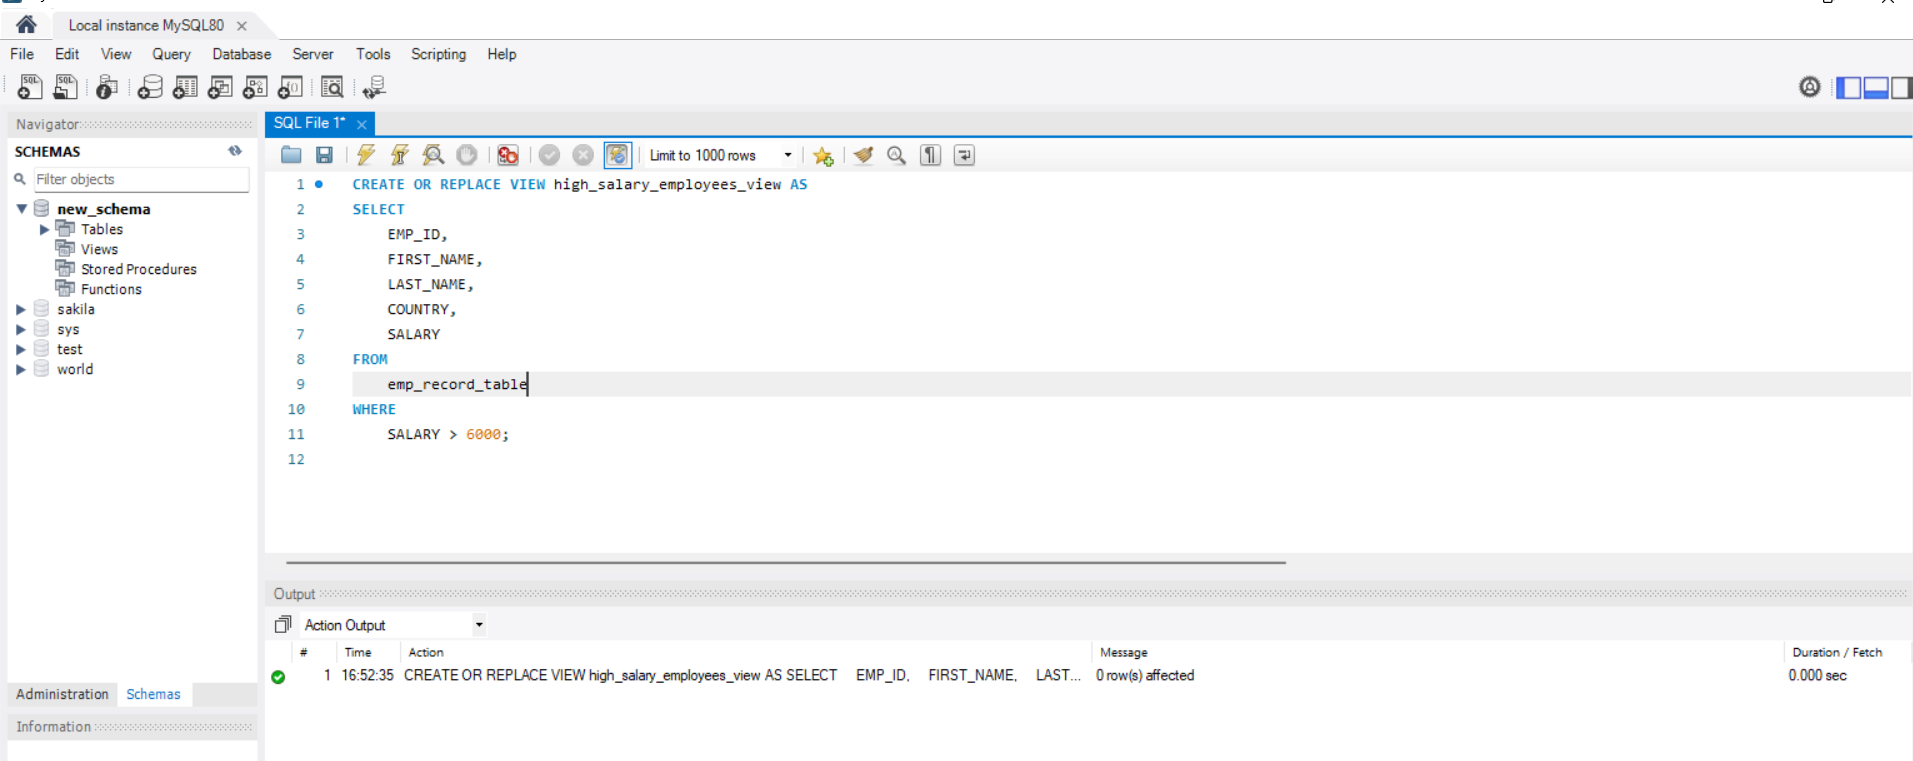 Local instance MySQL80 ×
File Edit View Query Database Server Tools Scripting Help
SQL SQL
Navigator
SCHEMAS
Filter objects
new_schema
Tables
Views
Stored Procedures
Functions
sakila
sys
test
world
Administration Schemas
Information
SQL File 1* ×
Limit to 1000 rows
1 CREATE OR REPLACE VIEW high_salary_employees_view AS
2 SELECT
3 EMP_ID,
4 FIRST_NAME,
5 LAST_NAME,
6 COUNTRY,
7 SALARY
8 FROM
9 emp_record_table
10 WHERE
11 SALARY > 6000;
12
Output
Action Output
# Time Action Message Duration / Fetch
1 16:52:35 CREATE OR REPLACE VIEW high_salary_employees_view AS SELECT EMP_ID, FIRST_NAME, LAST... 0 row(s) affected 0.000 sec